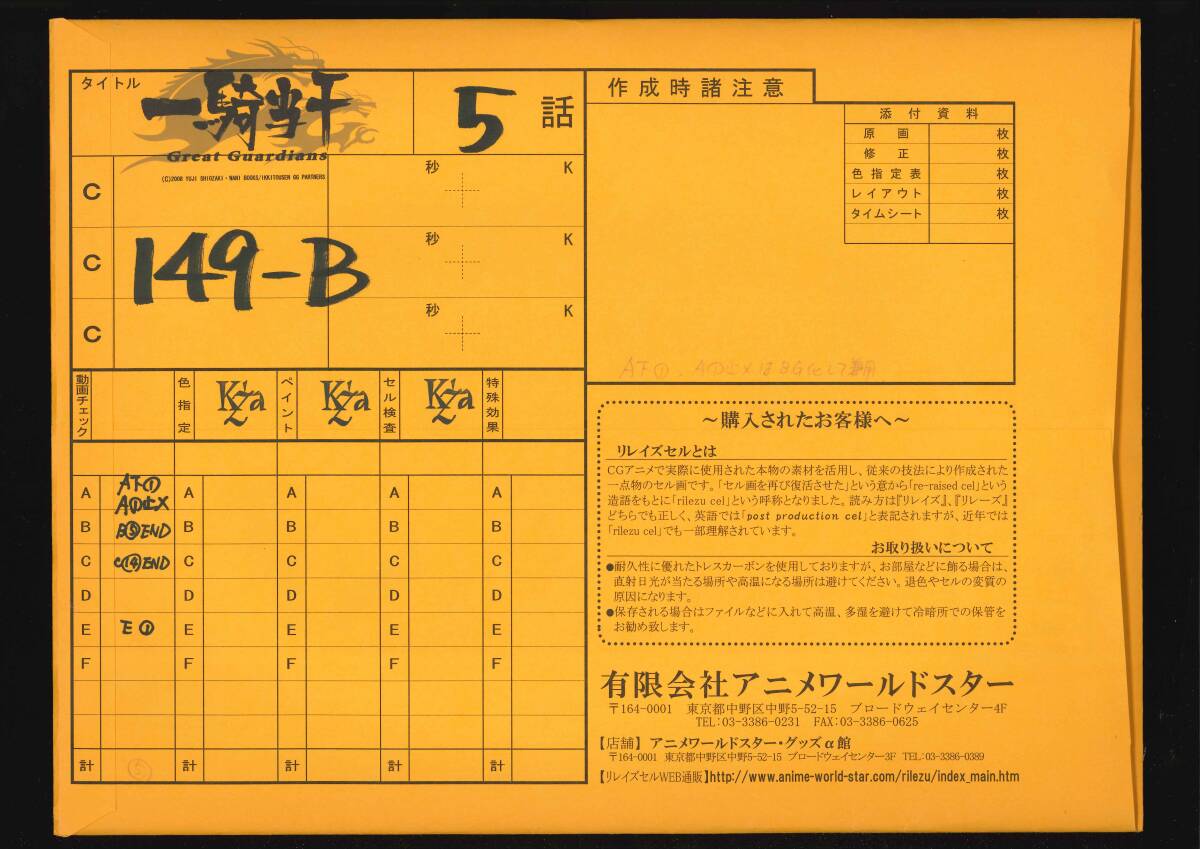 タイトル
一騎当千
Great Guardians
(C)2008 YUJI SHIOZAKI・WANI BOOKS/IKKITOUSEN GG PARTNERS
5 話
C 秒 K
C 149-B 秒 K
C 秒 K
動画チェック 色指定 Kza ペイント Kza セル検査 Kza 特殊効果
A AT① A A A
Aの止メ
B B⑤END B B B
C C⑭END C C C
D D D D
E E① E E E
F F F F
計 ⑤ 計 計 計 計
作成時諸注意
添付資料
原画 枚
修正 枚
色指定表 枚
レイアウト 枚
タイムシート 枚
AT①、Aの止メはBG化して兼用
～購入されたお客様へ～
リレイズセルとは
CGアニメで実際に使用された本物の素材を活用し、従来の技法により作成された
一点物のセル画です。「セル画を再び復活させた」という意から「re-raised cel」という
造語をもとに「rilezu cel」という呼称となりました。読み方は『リレイズ』、『リレーズ』
どちらでも正しく、英語では「post production cel」と表記されますが、近年では
「rilezu cel」でも一部理解されています。
お取り扱いについて
●耐久性に優れたトレスカーボンを使用しておりますが、お部屋などに飾る場合は、
直射日光が当たる場所や高温になる場所は避けてください。退色やセルの変質の
原因になります。
●保存される場合はファイルなどに入れて高温、多湿を避けて冷暗所での保管を
お勧め致します。
有限会社アニメワールドスター
〒164-0001 東京都中野区中野5-52-15 ブロードウェイセンター4F
TEL:03-3386-0231 FAX:03-3386-0625
【店舗】 アニメワールドスター・グッズα館
〒164-0001 東京都中野区中野5-52-15 ブロードウェイセンター3F TEL:03-3386-0389
【リレイズセルWEB通販】http://www.anime-world-star.com/rilezu/index_main.htm